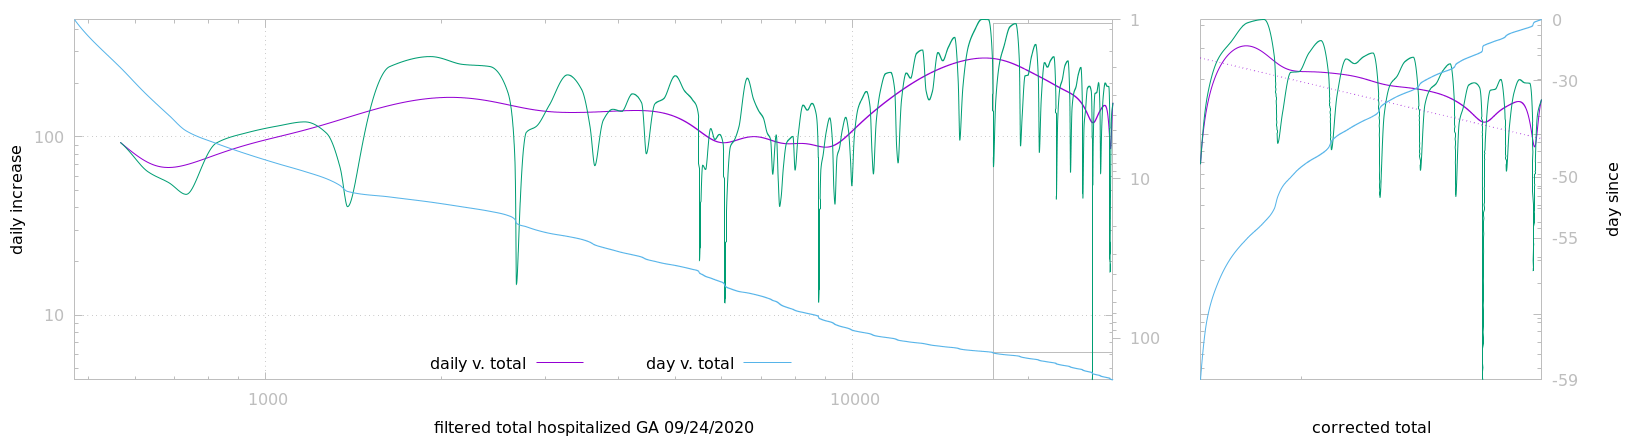 daily increase
100
10
1000
10000
1
10
100
daily v. total
day v. total
filtered total hospitalized GA 09/24/2020
0
-30
-50
-55
-59
day since
corrected total